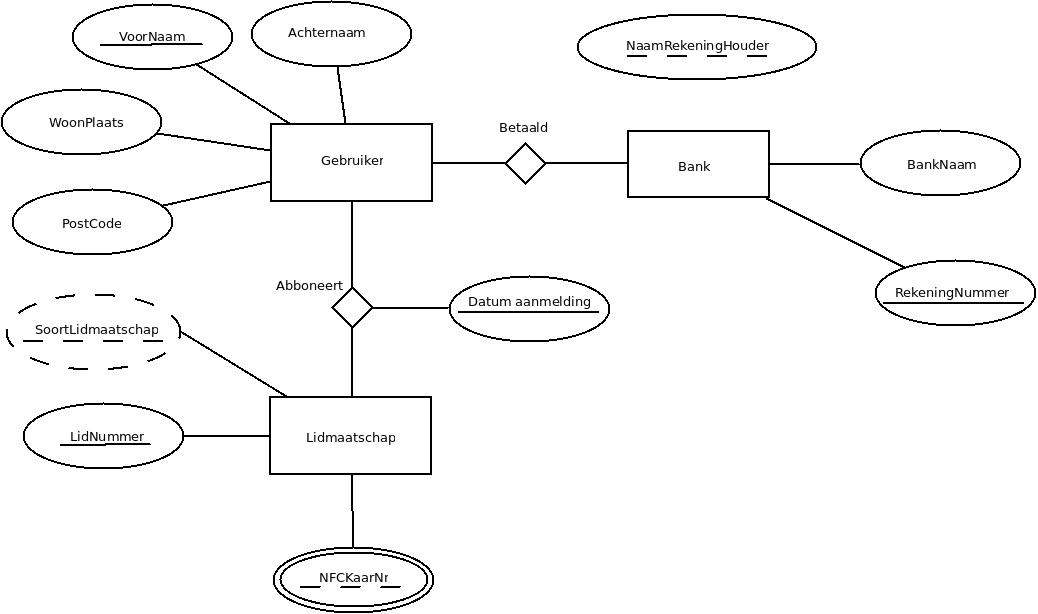 VoorNaam
Achternaam
NaamRekeningHouder
WoonPlaats
Betaald
Gebruiker
Bank
BankNaam
PostCode
Abboneert
Datum aanmelding
RekeningNummer
SoortLidmaatschap
LidNummer
Lidmaatschap
NFCKaarNr